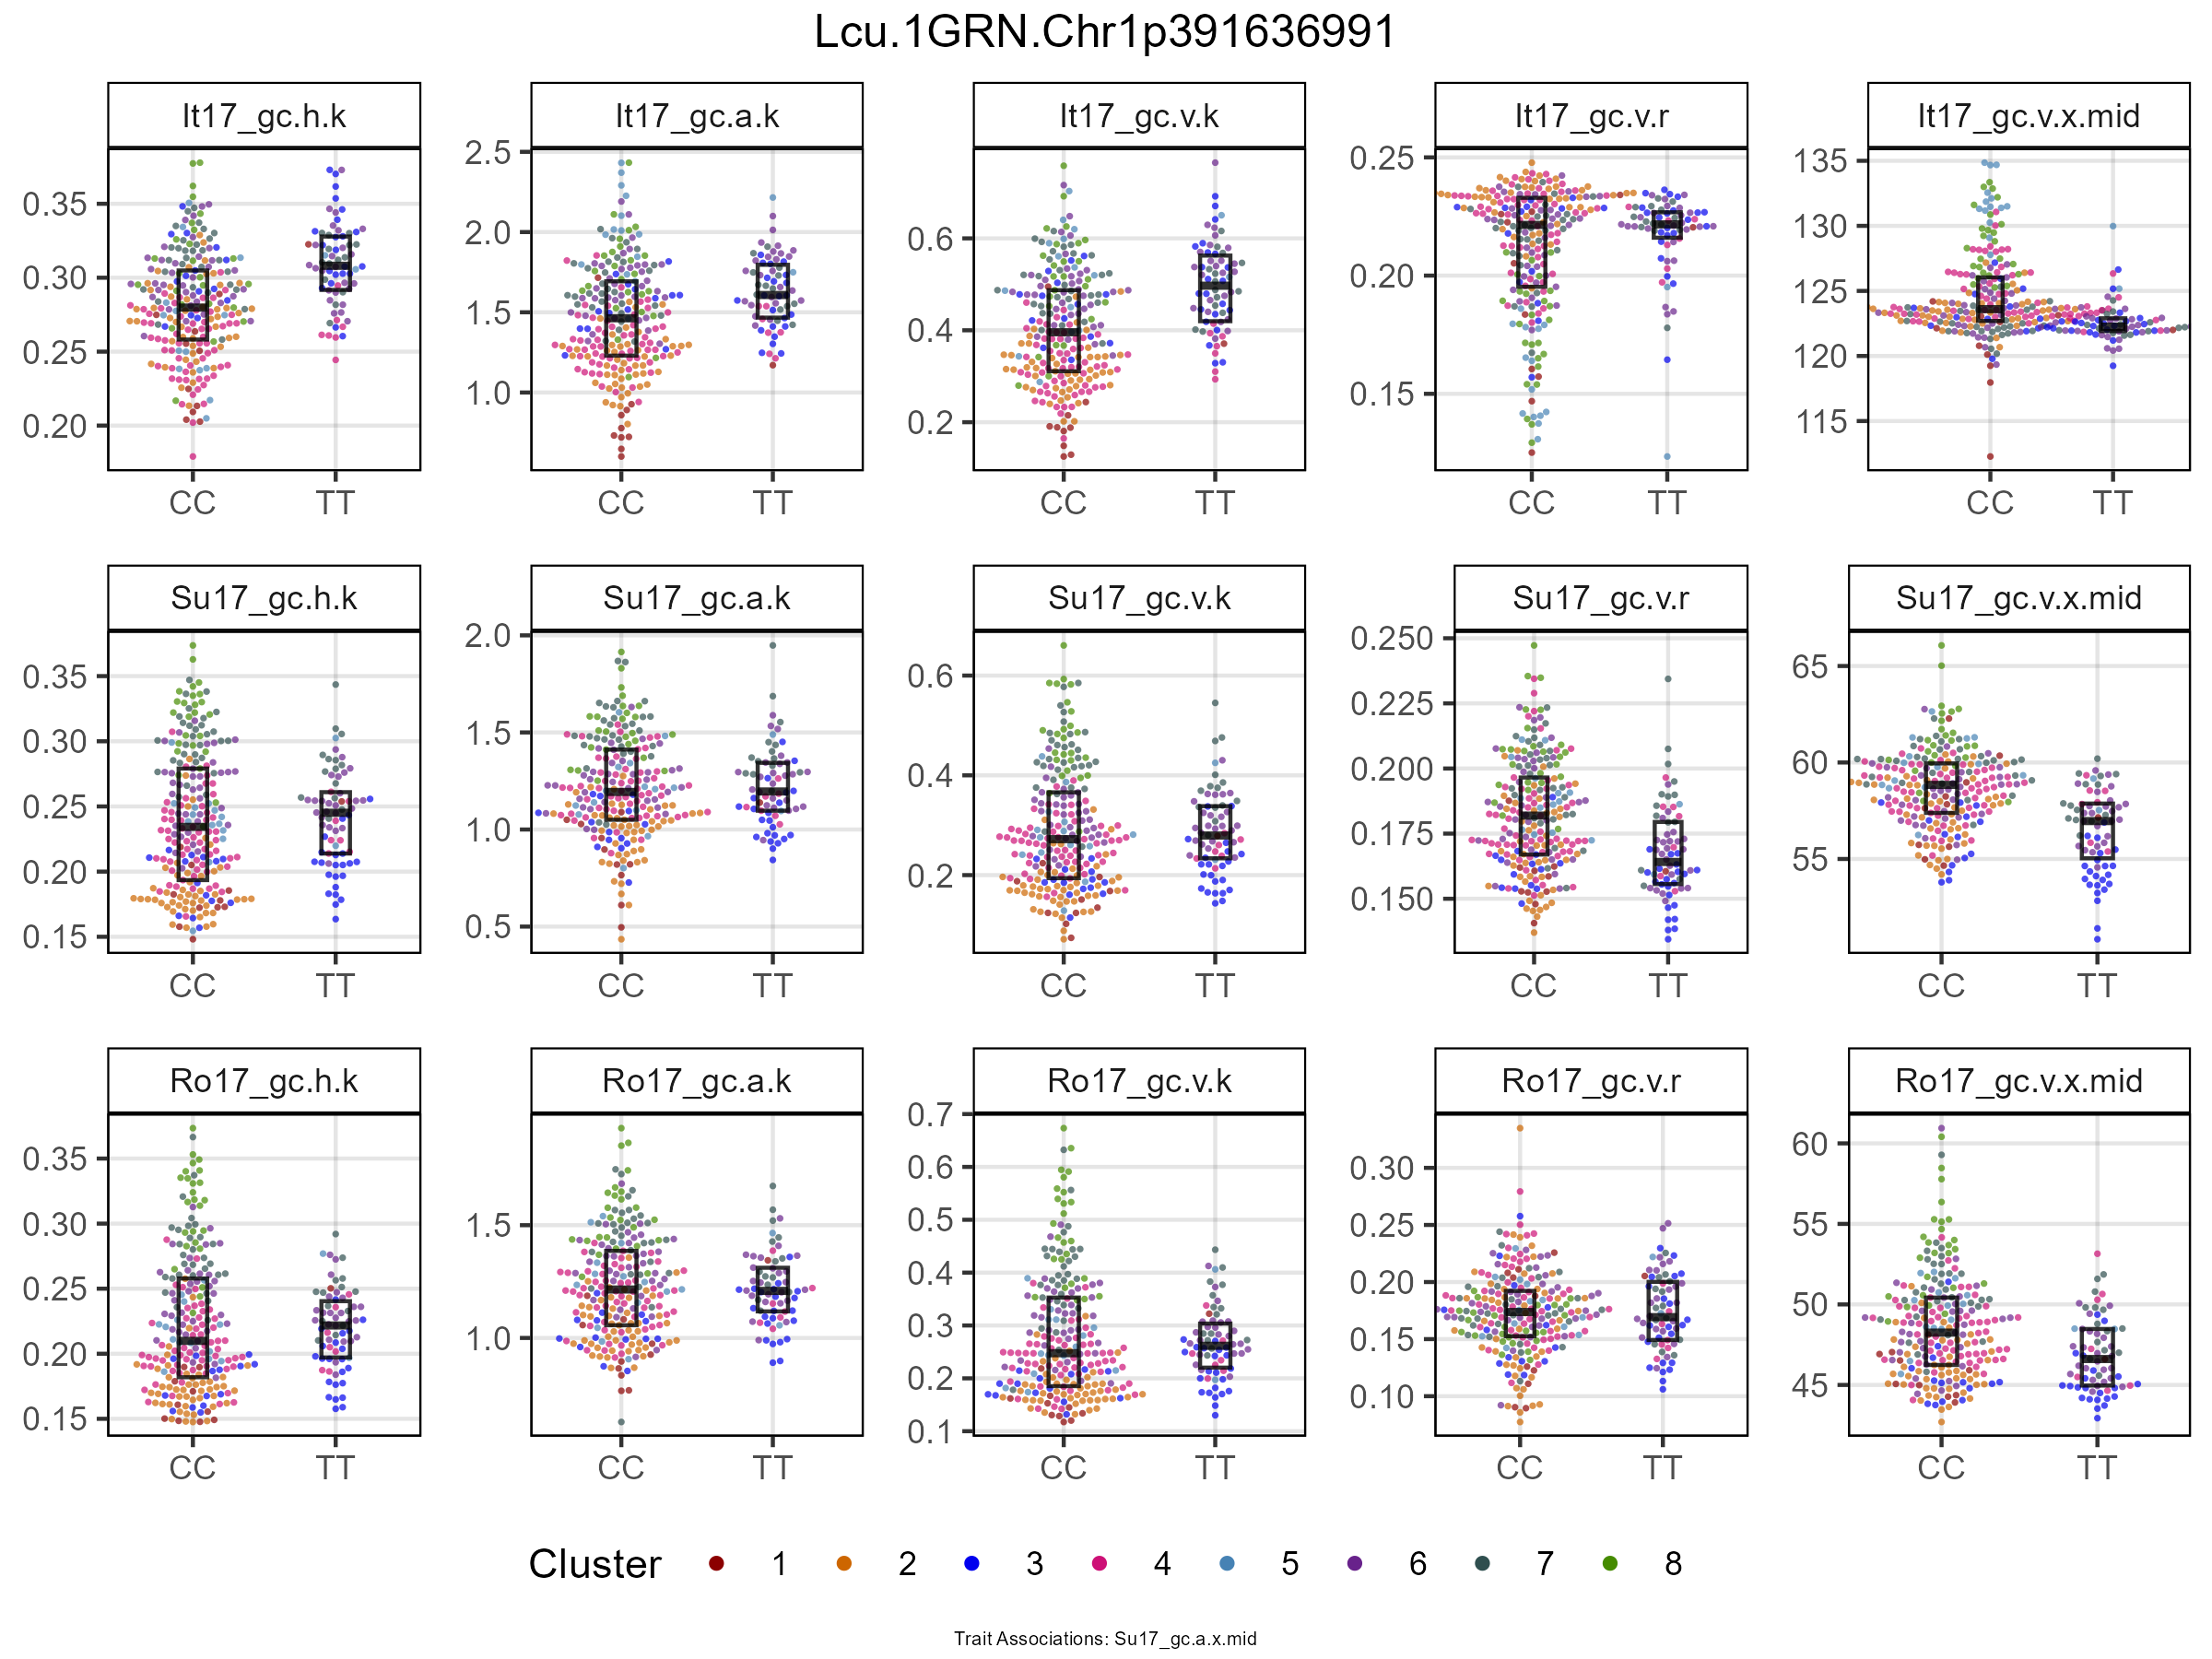 Lcu.1GRN.Chr1p391636991
It17_gc.h.k It17_gc.a.k It17_gc.v.k It17_gc.v.r It17_gc.v.x.mid
0.35 0.30 0.25 0.20
2.5 2.0 1.5 1.0
0.6 0.4 0.2
0.25 0.20 0.15
135 130 125 120 115
CC TT CC TT CC TT CC TT CC TT
Su17_gc.h.k Su17_gc.a.k Su17_gc.v.k Su17_gc.v.r Su17_gc.v.x.mid
0.35 0.30 0.25 0.20 0.15
2.0 1.5 1.0 0.5
0.6 0.4 0.2
0.250 0.225 0.200 0.175 0.150
65 60 55
CC TT CC TT CC TT CC TT CC TT
Ro17_gc.h.k Ro17_gc.a.k Ro17_gc.v.k Ro17_gc.v.r Ro17_gc.v.x.mid
0.35 0.30 0.25 0.20 0.15
1.5 1.0
0.7 0.6 0.5 0.4 0.3 0.2 0.1
0.30 0.25 0.20 0.15 0.10
60 55 50 45
CC TT CC TT CC TT CC TT CC TT
Cluster 1 2 3 4 5 6 7 8
Trait Associations: Su17_gc.a.x.mid